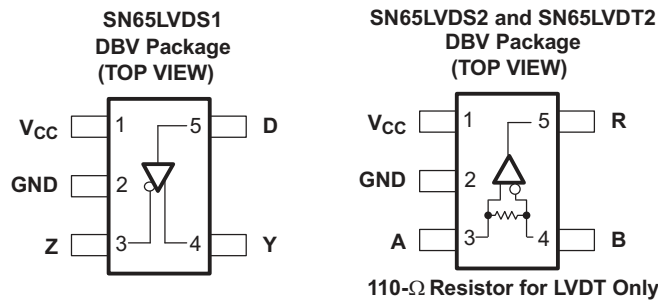 SN65LVDS1
DBV Package
(TOP VIEW)
VCC 1 5 D
GND 2
Z 3 4 Y
SN65LVDS2 and SN65LVDT2
DBV Package
(TOP VIEW)
VCC 1 5 R
GND 2
A 3 4 B
110-Ω Resistor for LVDT Only